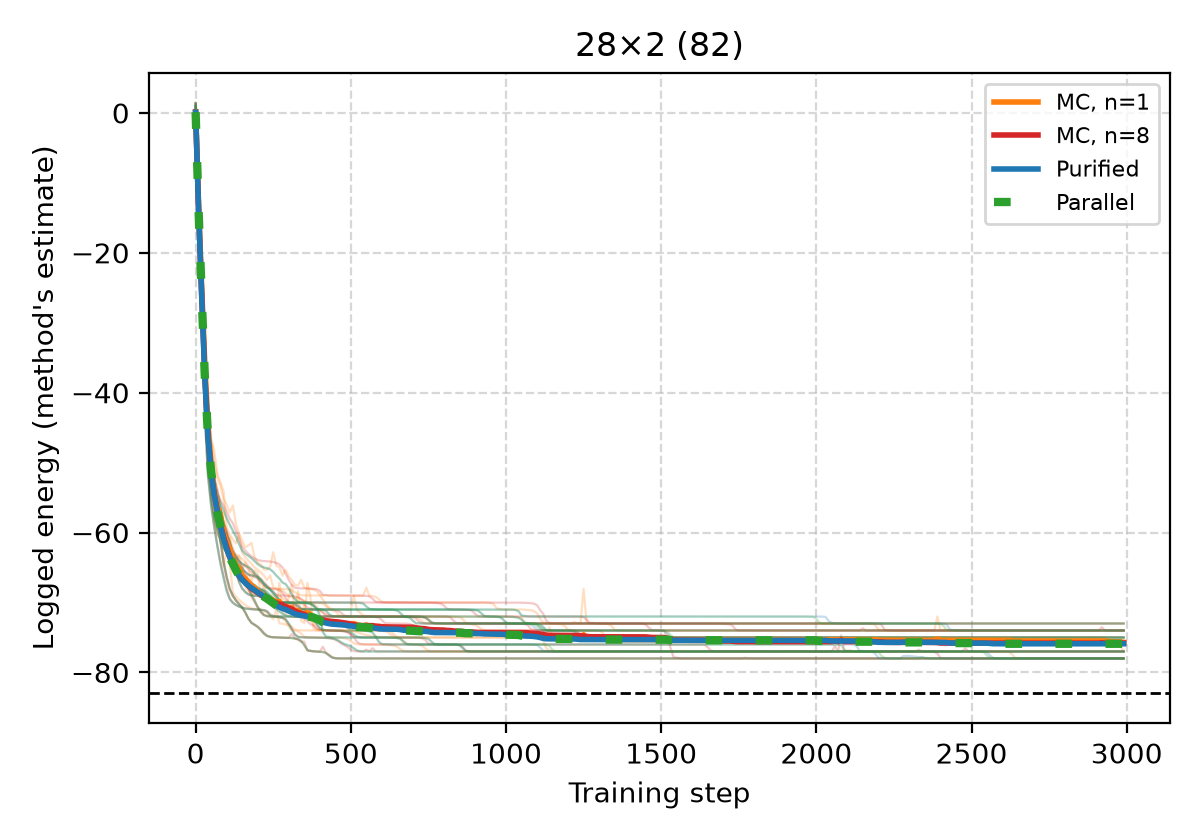 28×2 (82)
Logged energy (method's estimate)
0
−20
−40
−60
−80
MC, n=1
MC, n=8
Purified
Parallel
0 500 1000 1500 2000 2500 3000
Training step